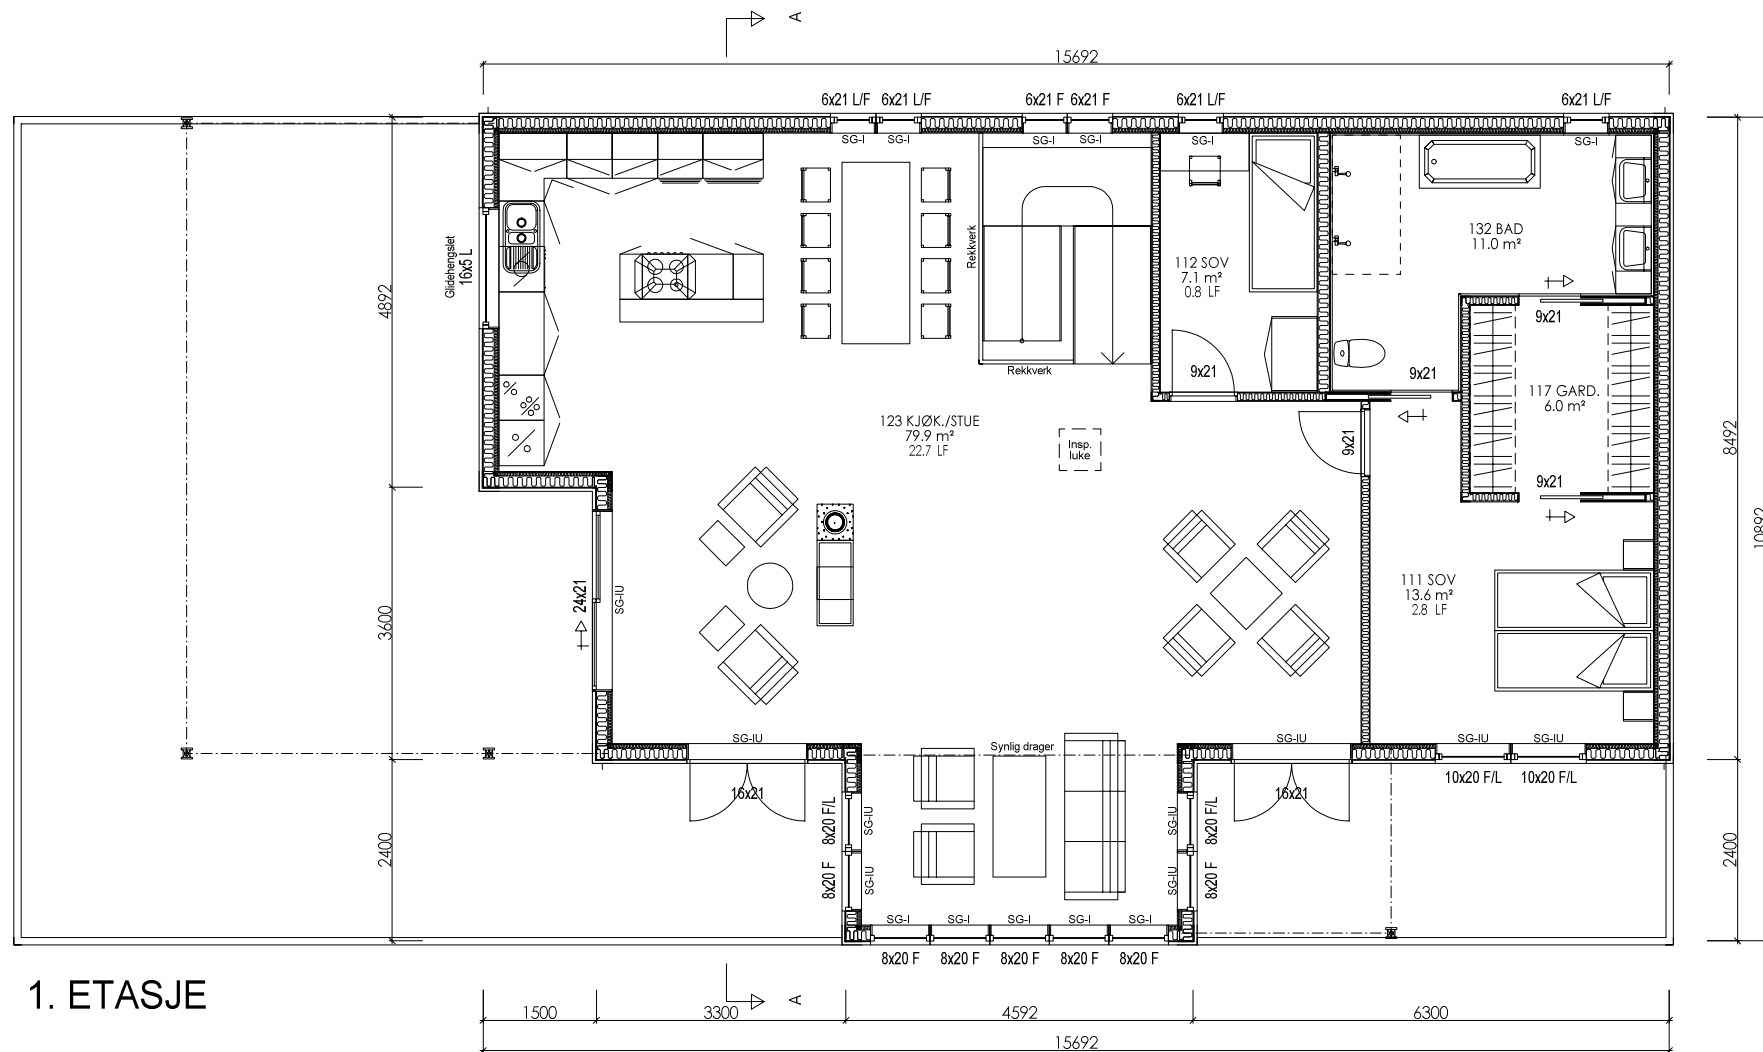 A
15692
6x21 L/F 6x21 L/F 6x21 F 6x21 F 6x21 L/F 6x21 L/F
SG-I SG-I SG-I SG-I SG-I SG-I
Glidehengslet
16x5 L
4892
Rekkverk
Rekkverk
112 SOV
7.1 m²
0.8 LF
9x21
132 BAD
11.0 m²
9x21
9x21
117 GARD.
6.0 m²
9x21
9x21
123 KJØK./STUE
79.9 m²
22.7 LF
Insp.
luke
8492
10892
3600
24x21
SG-IU
111 SOV
13.6 m²
2.8 LF
SG-IU Synlig drager SG-IU SG-IU SG-IU
16x21 16x21 10x20 F/L 10x20 F/L
2400
8x20 F/L
SG-IU
8x20 F
SG-IU
SG-IU
8x20 F/L
SG-IU
8x20 F
2400
SG-I SG-I SG-I SG-I SG-I
8x20 F 8x20 F 8x20 F 8x20 F 8x20 F
1. ETASJE
A
1500 3300 4592 6300
15692